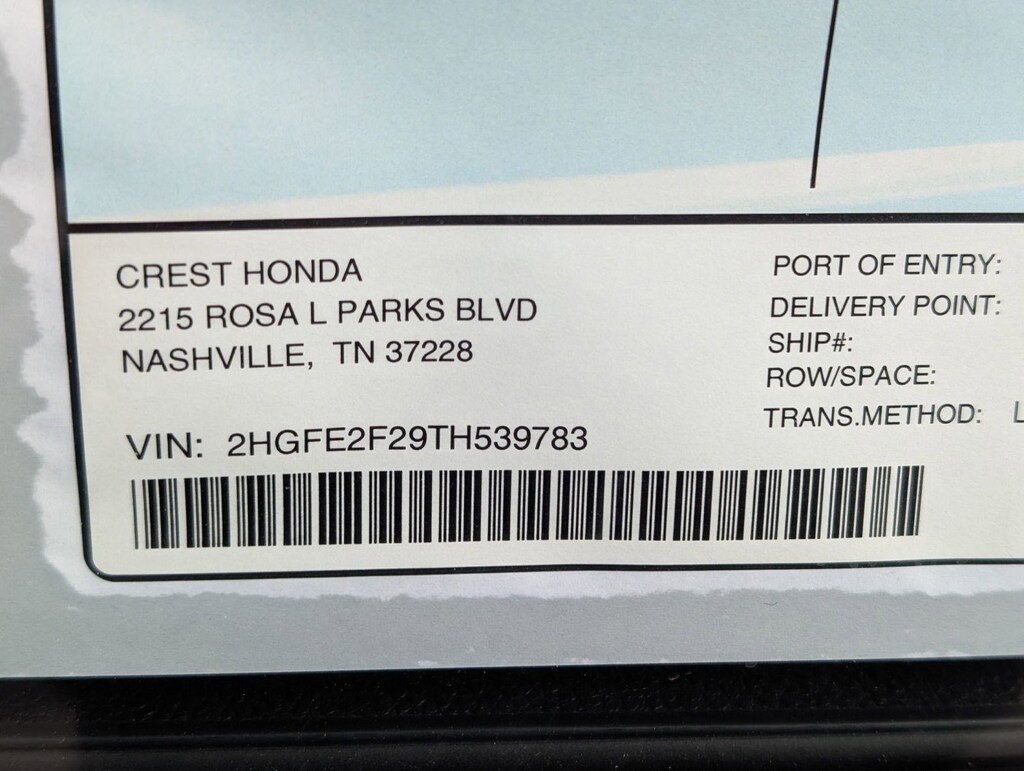 CREST HONDA
2215 ROSA L PARKS BLVD
NASHVILLE, TN 37228
VIN: 2HGFE2F29TH539783
PORT OF ENTRY:
DELIVERY POINT:
SHIP#:
ROW/SPACE:
TRANS.METHOD: